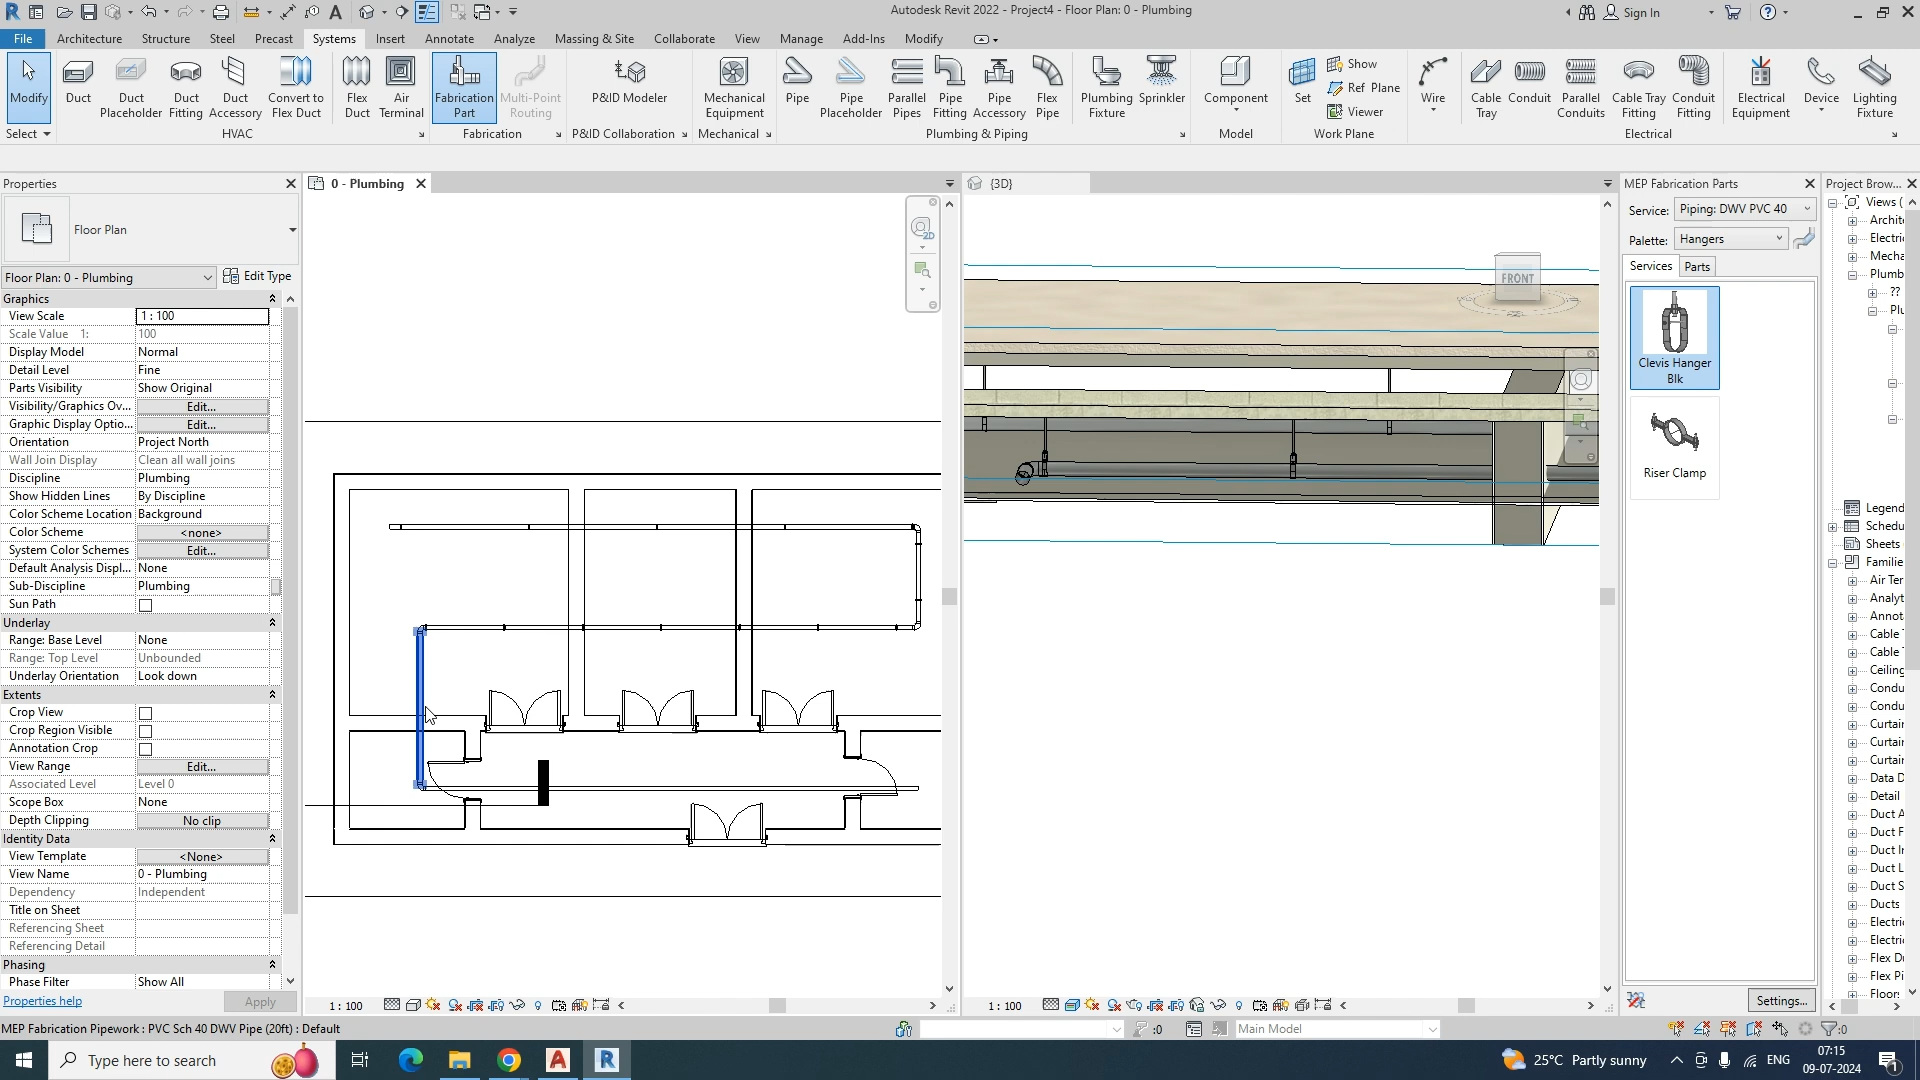 Autodesk Revit 2022 - Project4 - Floor Plan: 0 - Plumbing
Sign In
File Architecture Structure Steel Precast Systems Insert Annotate Analyze Massing & Site Collaborate View Manage Add-Ins Modify
Modify
Duct
Duct Placeholder
Duct Fitting
Duct Accessory
Convert to Flex Duct
Flex Duct
Air Terminal
Fabrication Part
Multi-Point Routing
P&ID Modeler
Mechanical Equipment
Pipe
Pipe Placeholder
Parallel Pipes
Pipe Fitting
Pipe Accessory
Flex Pipe
Plumbing Fixture
Sprinkler
Component
Set
Show
Ref Plane
Viewer
Wire
Cable Tray
Conduit
Parallel Conduits
Cable Tray Fitting
Conduit Fitting
Electrical Equipment
Device
Lighting Fixture
Select HVAC Fabrication P&ID Collaboration Mechanical Plumbing & Piping Model Work Plane Electrical
Properties
Floor Plan
Floor Plan: 0 - Plumbing Edit Type
Graphics
View Scale 1 : 100
Scale Value 1: 100
Display Model Normal
Detail Level Fine
Parts Visibility Show Original
Visibility/Graphics Ov... Edit...
Graphic Display Optio... Edit...
Orientation Project North
Wall Join Display Clean all wall joins
Discipline Plumbing
Show Hidden Lines By Discipline
Color Scheme Location Background
Color Scheme <none>
System Color Schemes Edit...
Default Analysis Displ... None
Sub-Discipline Plumbing
Sun Path
Underlay
Range: Base Level None
Range: Top Level Unbounded
Underlay Orientation Look down
Extents
Crop View
Crop Region Visible
Annotation Crop
View Range Edit...
Associated Level Level 0
Scope Box None
Depth Clipping No clip
Identity Data
View Template <None>
View Name 0 - Plumbing
Dependency Independent
Title on Sheet
Referencing Sheet
Referencing Detail
Phasing
Phase Filter Show All
Properties help Apply
0 - Plumbing
2D
1 : 100
{3D}
FRONT
1 : 100
MEP Fabrication Parts
Service: Piping: DWV PVC 40
Palette: Hangers
Services Parts
Clevis Hanger
Blk
Riser Clamp
Settings...
Project Brow...
Views (
Archite
Electri
Mecha
Plumb
??
Plu
Legend
Schedu
Sheets
Familie
Air Ter
Analyt
Annot
Cable
Cable
Ceiling
Condu
Condu
Curtair
Curtair
Curtair
Data D
Detail
Duct A
Duct F
Duct Ir
Duct L
Duct S
Ducts
Electri
Electri
Flex D
Flex Pi
Floors
MEP Fabrication Pipework : PVC Sch 40 DWV Pipe (20ft) : Default
:0
Main Model
:0
Type here to search
25°C Partly sunny
ENG
07:15
09-07-2024
1